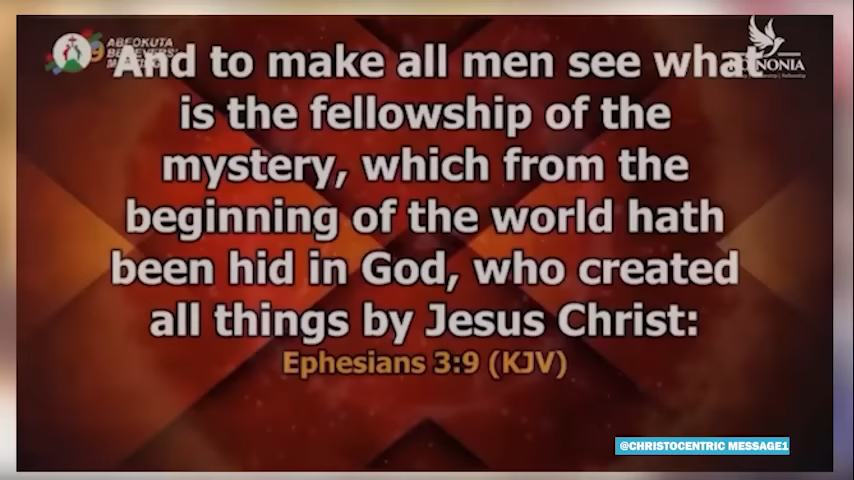 ABEOKUTA
And to make all men see what
KOINONIA
is the fellowship of the
mystery, which from the
beginning of the world hath
been hid in God, who created
all things by Jesus Christ:
Ephesians 3:9 (KJV)
@CHRISTOCENTRIC MESSAGE1